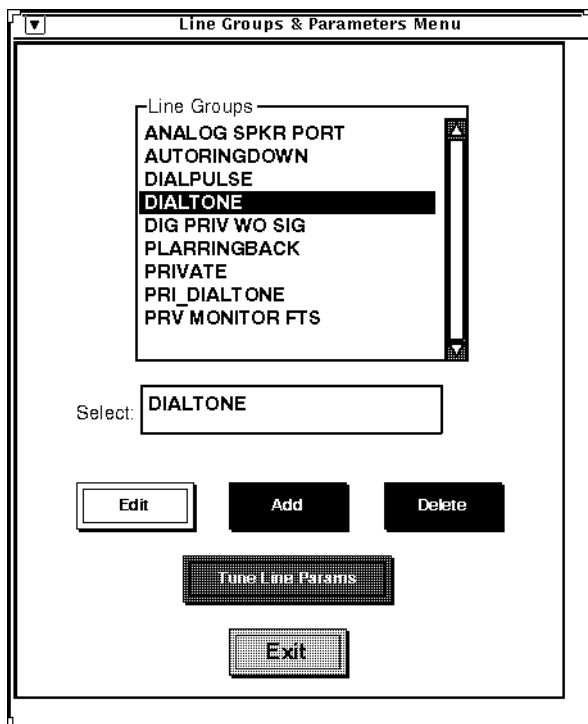 Line Groups & Parameters Menu
Line Groups
ANALOG SPKR PORT
AUTORINGDOWN
DIALPULSE
DIALTONE
DIG PRIV WO SIG
PLARRINGBACK
PRIVATE
PRI_DIALTONE
PRV MONITOR FTS
Select: DIALTONE
Edit Add Delete
Tune Line Params
Exit